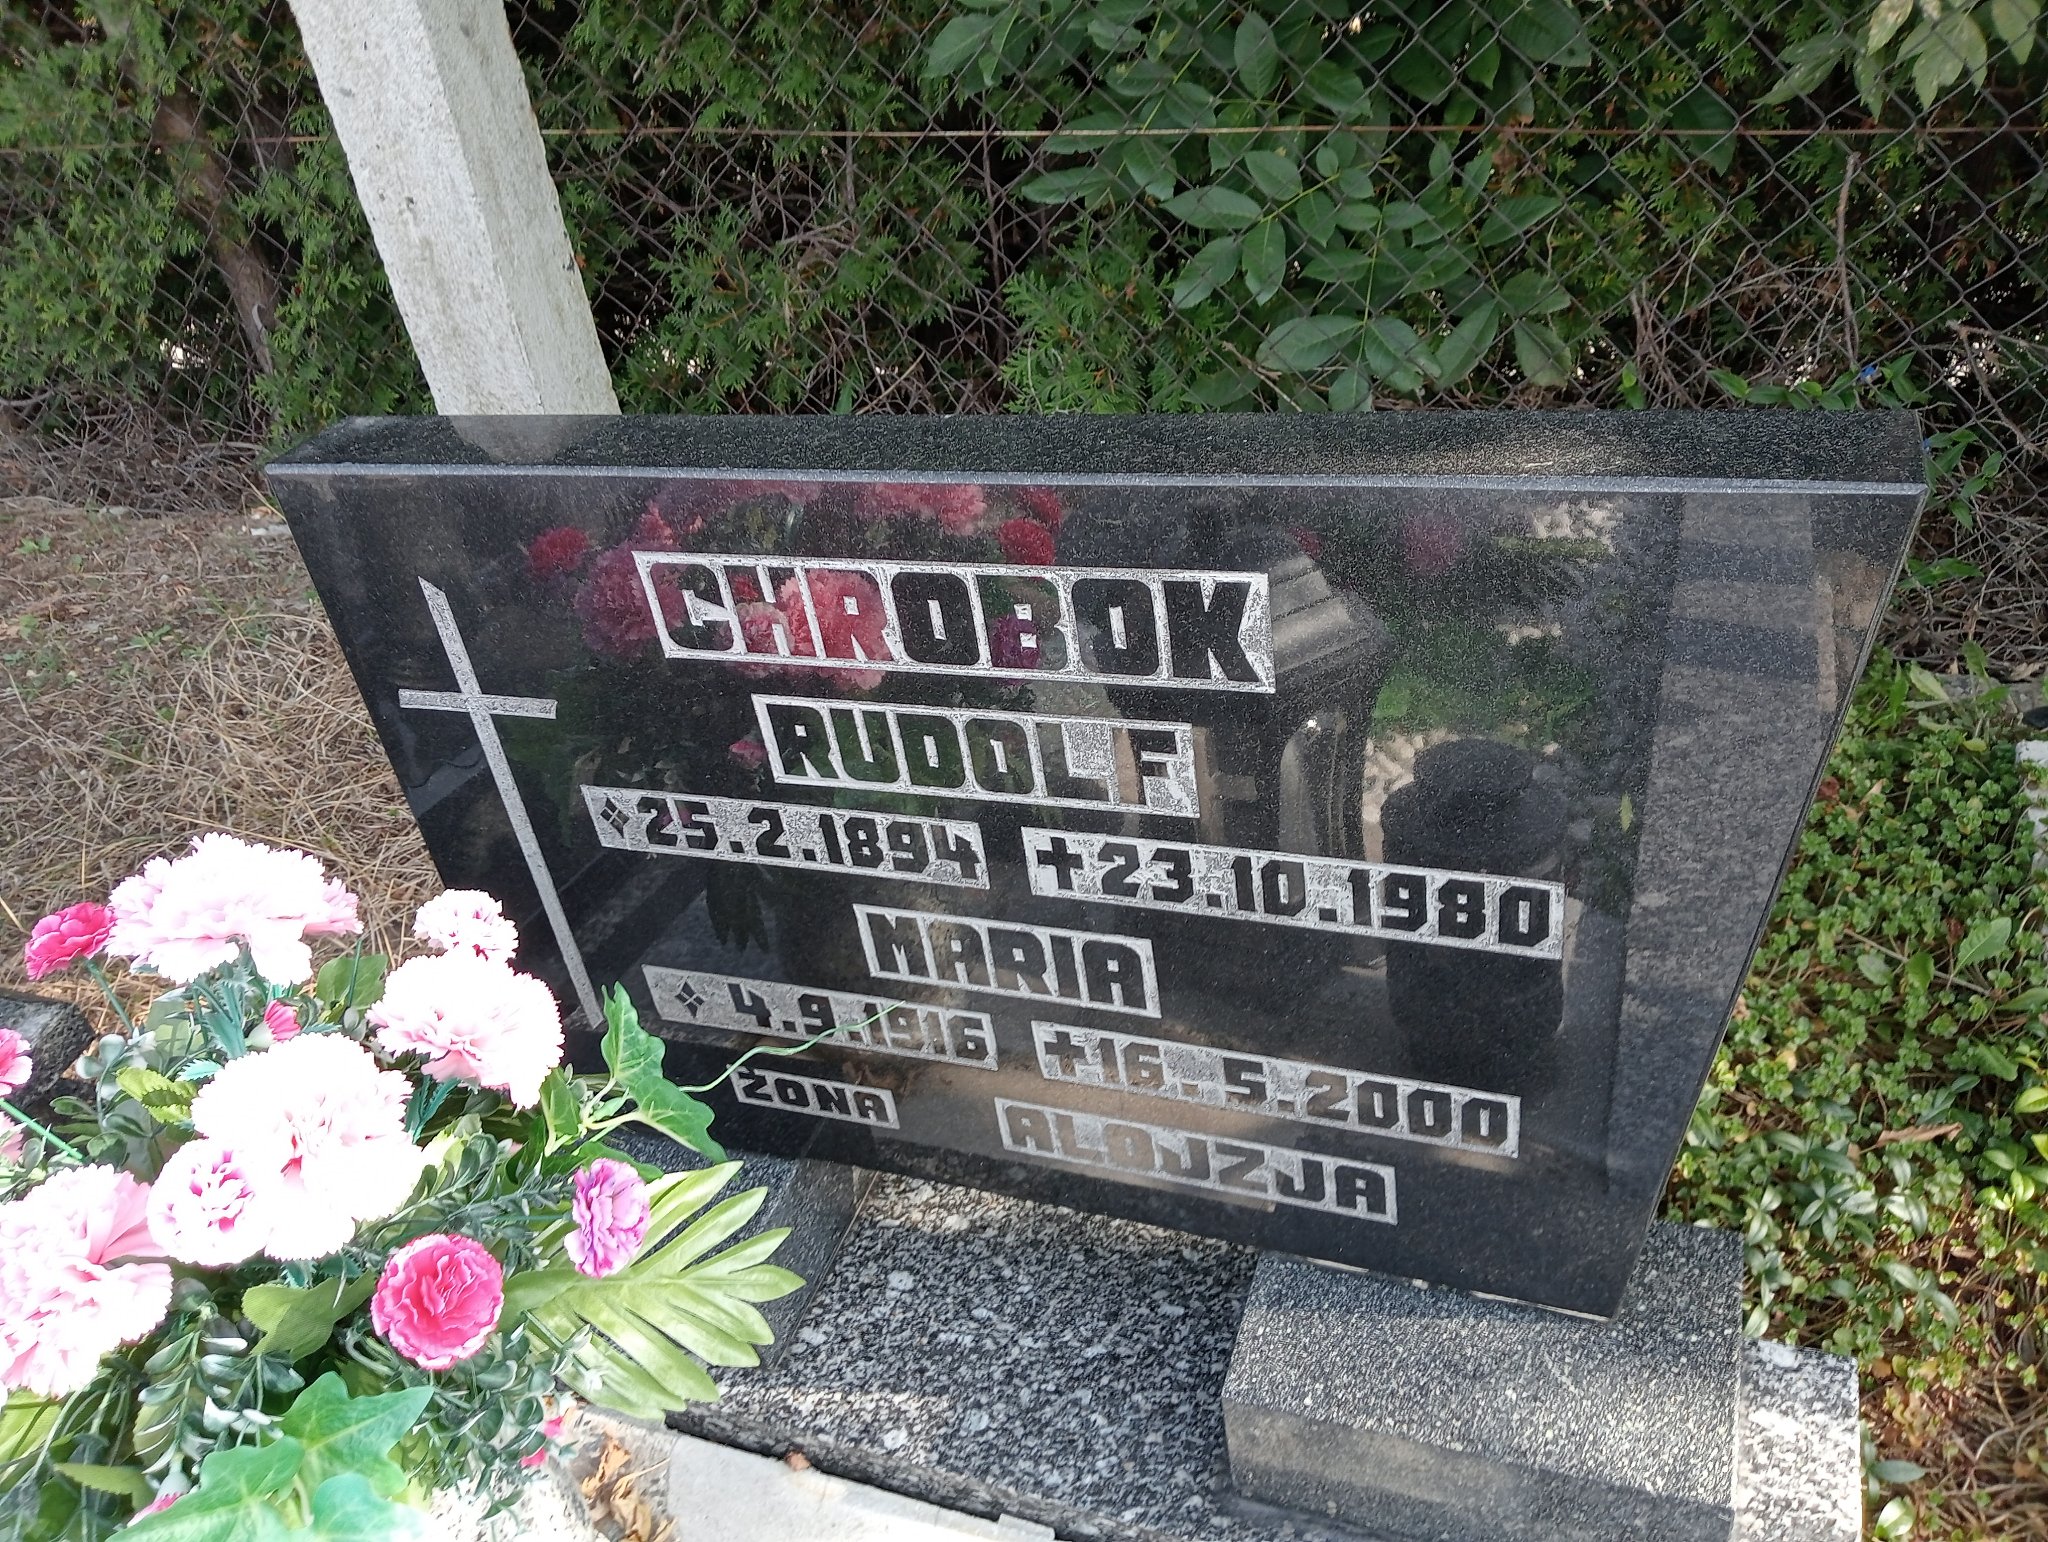 CHROBOK
RUDOLF
25.2.1894 †23.10.1980
MARIA
4.9.1916 †16.5.2000
ŻONA ALOJZJA